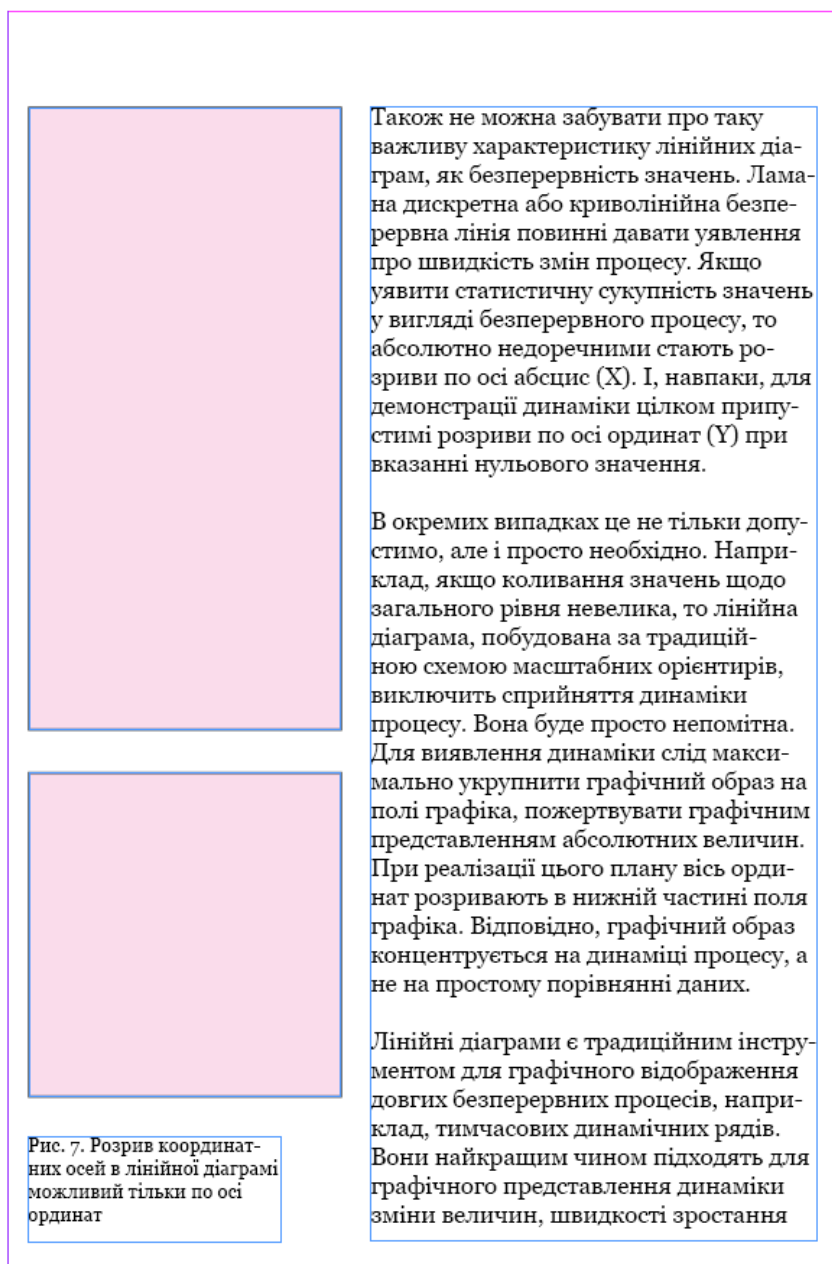 Також не можна забувати про таку
важливу характеристику лінійних діа-
грам, як безперервність значень. Лама-
на дискретна або криволінійна безпе-
рервна лінія повинні давати уявлення
про швидкість змін процесу. Якщо
уявити статистичну сукупність значень
у вигляді безперервного процесу, то
абсолютно недоречними стають ро-
зриви по осі абсцис (X). І, навпаки, для
демонстрації динаміки цілком припу-
стимі розриви по осі ординат (Y) при
вказанні нульового значення.
В окремих випадках це не тільки допу-
стимо, але і просто необхідно. Напри-
клад, якщо коливання значень щодо
загального рівня невелика, то лінійна
діаграма, побудована за традицій-
ною схемою масштабних орієнтирів,
виключить сприйняття динаміки
процесу. Вона буде просто непомітна.
Для виявлення динаміки слід макси-
мально укрупнити графічний образ на
полі графіка, пожертвувати графічним
представленням абсолютних величин.
При реалізації цього плану вісь орди-
нат розривають в нижній частині поля
графіка. Відповідно, графічний образ
концентрується на динаміці процесу, а
не на простому порівнянні даних.
Лінійні діаграми є традиційним інстру-
ментом для графічного відображення
довгих безперервних процесів, напри-
клад, тимчасових динамічних рядів.
Вони найкращим чином підходять для
графічного представлення динаміки
зміни величин, швидкості зростання
Рис. 7. Розрив координат-
них осей в лінійної діаграмі
можливий тільки по осі
ординат